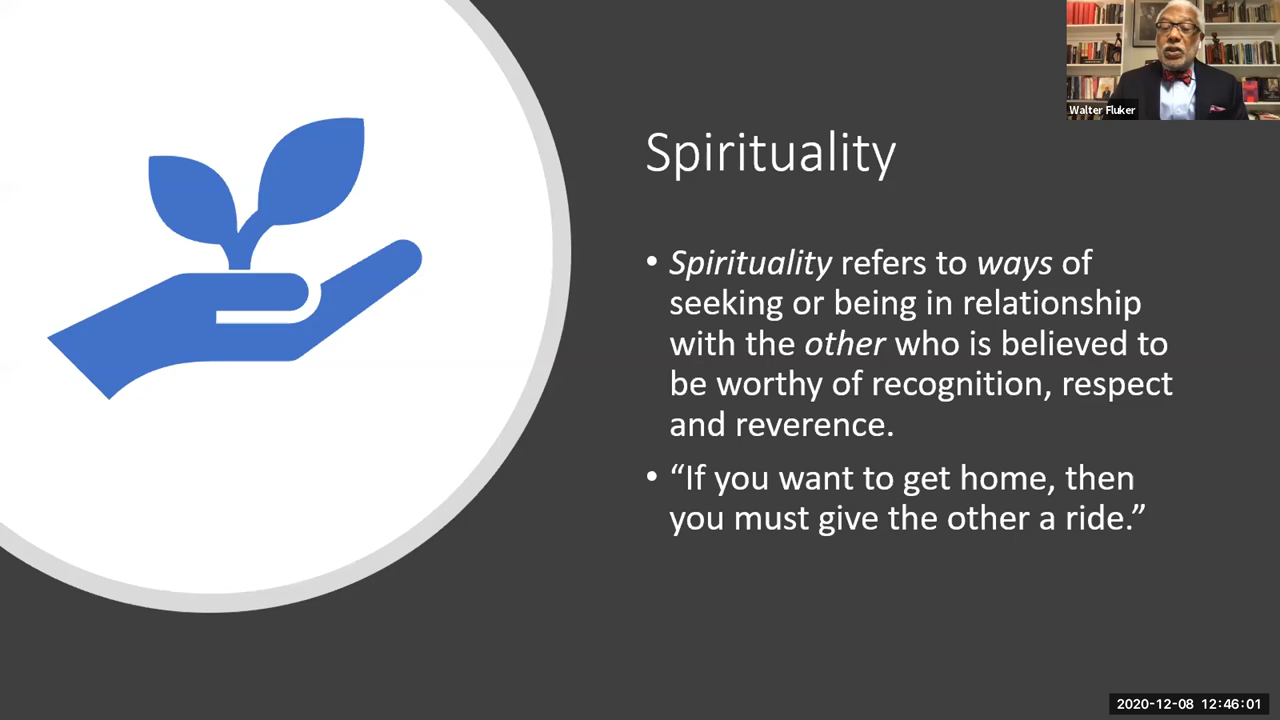 Walter Fluker
Spirituality
• Spirituality refers to ways of
seeking or being in relationship
with the other who is believed to
be worthy of recognition, respect
and reverence.
• “If you want to get home, then
you must give the other a ride.”
2020-12-08 12:46:01